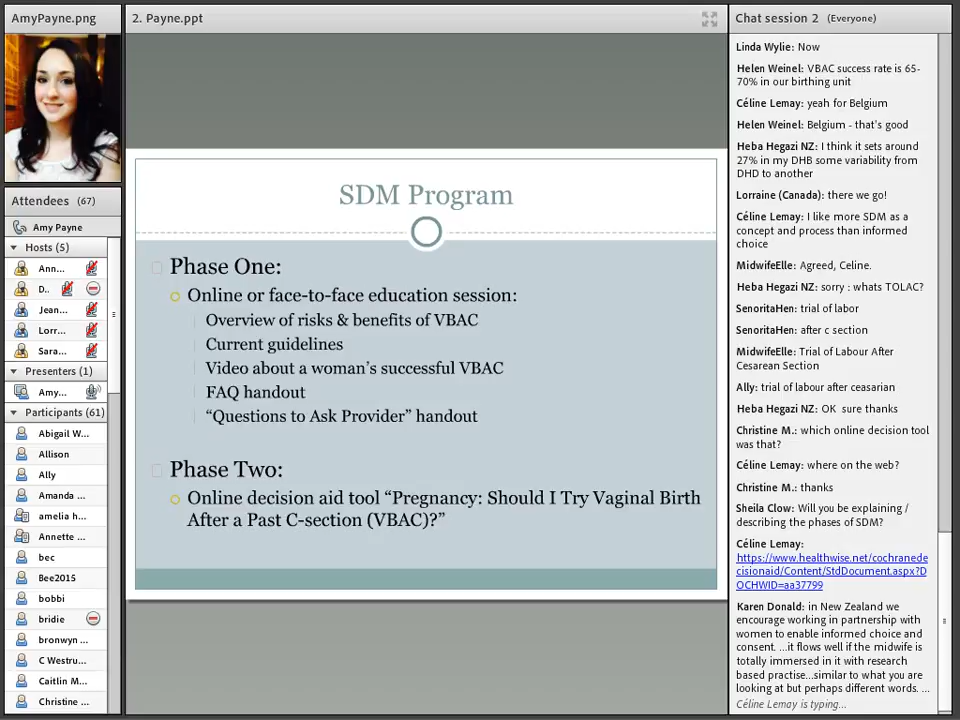 AmyPayne.png
Attendees (67)
Amy Payne
Hosts (5)
Ann...
D..
Jean...
Lorr...
Sara...
Presenters (1)
Amy...
Participants (61)
Abigail W...
Allison
Ally
Amanda ...
amelia h...
Annette ...
bec
Bee2015
bobbi
bridie
bronwyn ...
C Westru...
Caitlin M...
Christine ...
2. Payne.ppt
SDM Program
Phase One:
Online or face-to-face education session:
Overview of risks & benefits of VBAC
Current guidelines
Video about a woman's successful VBAC
FAQ handout
“Questions to Ask Provider” handout
Phase Two:
Online decision aid tool “Pregnancy: Should I Try Vaginal Birth
After a Past C-section (VBAC)?”
Chat session 2 (Everyone)
Linda Wylie: Now
Helen Weinel: VBAC success rate is 65-
70% in our birthing unit
Céline Lemay: yeah for Belgium
Helen Weinel: Belgium - that's good
Heba Hegazi NZ: I think it sets around
27% in my DHB some variability from
DHD to another
Lorraine (Canada): there we go!
Céline Lemay: I like more SDM as a
concept and process than informed
choice
MidwifeElle: Agreed, Celine.
Heba Hegazi NZ: sorry : whats TOLAC?
SenoritaHen: trial of labor
SenoritaHen: after c section
MidwifeElle: Trial of Labour After
Cesarean Section
Ally: trial of labour after ceasarian
Heba Hegazi NZ: OK sure thanks
Christine M.: which online decision tool
was that?
Céline Lemay: where on the web?
Christine M.: thanks
Sheila Clow: Will you be explaining /
describing the phases of SDM?
Céline Lemay:
https://www.healthwise.net/cochranede
cisionaid/Content/StdDocument.aspx?D
OCHWID=aa37799
Karen Donald: in New Zealand we
encourage working in partnership with
women to enable informed choice and
consent. ...it flows well if the midwife is
totally immersed in it with research
based practise...similar to what you are
looking at but perhaps different words. ...
Céline Lemay is typing...